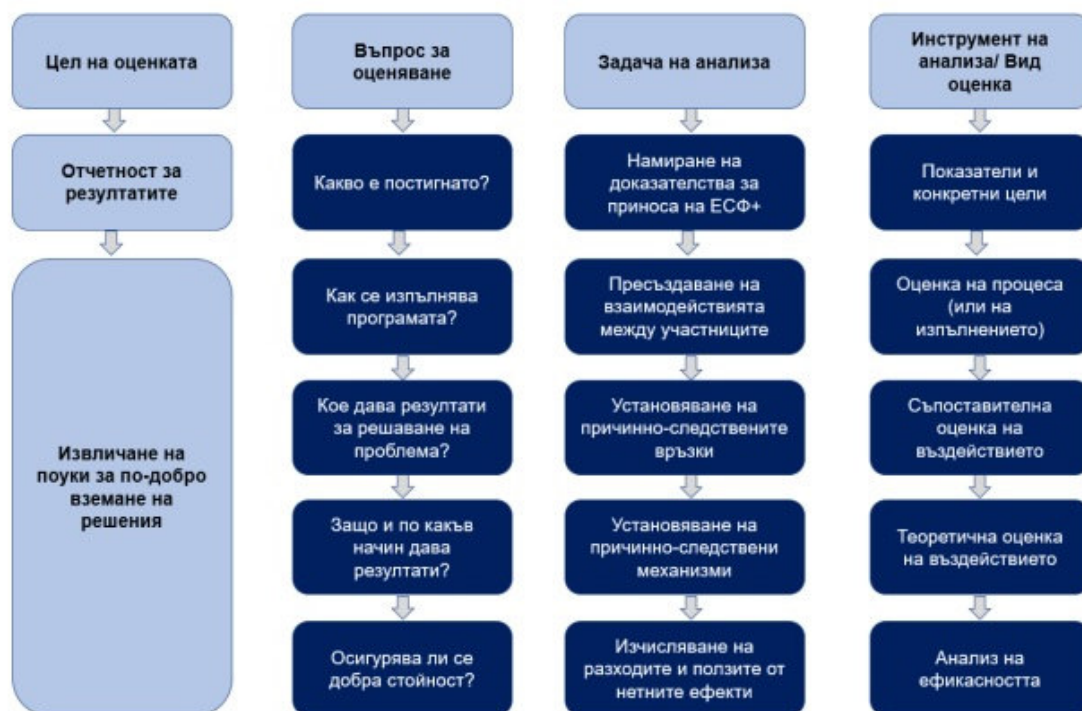 Цел на оценката
Въпрос за
оценяване
Задача на анализа
Инструмент на
анализа/ Вид
оценка
Отчетност за
резултатите
Какво е постигнато?
Намиране на
доказателства за
приноса на ЕСФ+
Показатели и
конкретни цели
Извличане на
поуки за по-добро
вземане на
решения
Как се изпълнява
програмата?
Пресъздаване на
взаимодействията
между участниците
Оценка на процеса
(или на
изпълнението)
Кое дава резултати
за решаване на
проблема?
Установяване на
причинно-следствените
връзки
Съпоставителна
оценка на
въздействието
Защо и по какъв
начин дава
резултати?
Установяване на
причинно-следствени
механизми
Теоретична оценка
на въздействието
Осигурява ли се
добра стойност?
Изчисляване на
разходите и ползите от
нетните ефекти
Анализ на
ефикасността